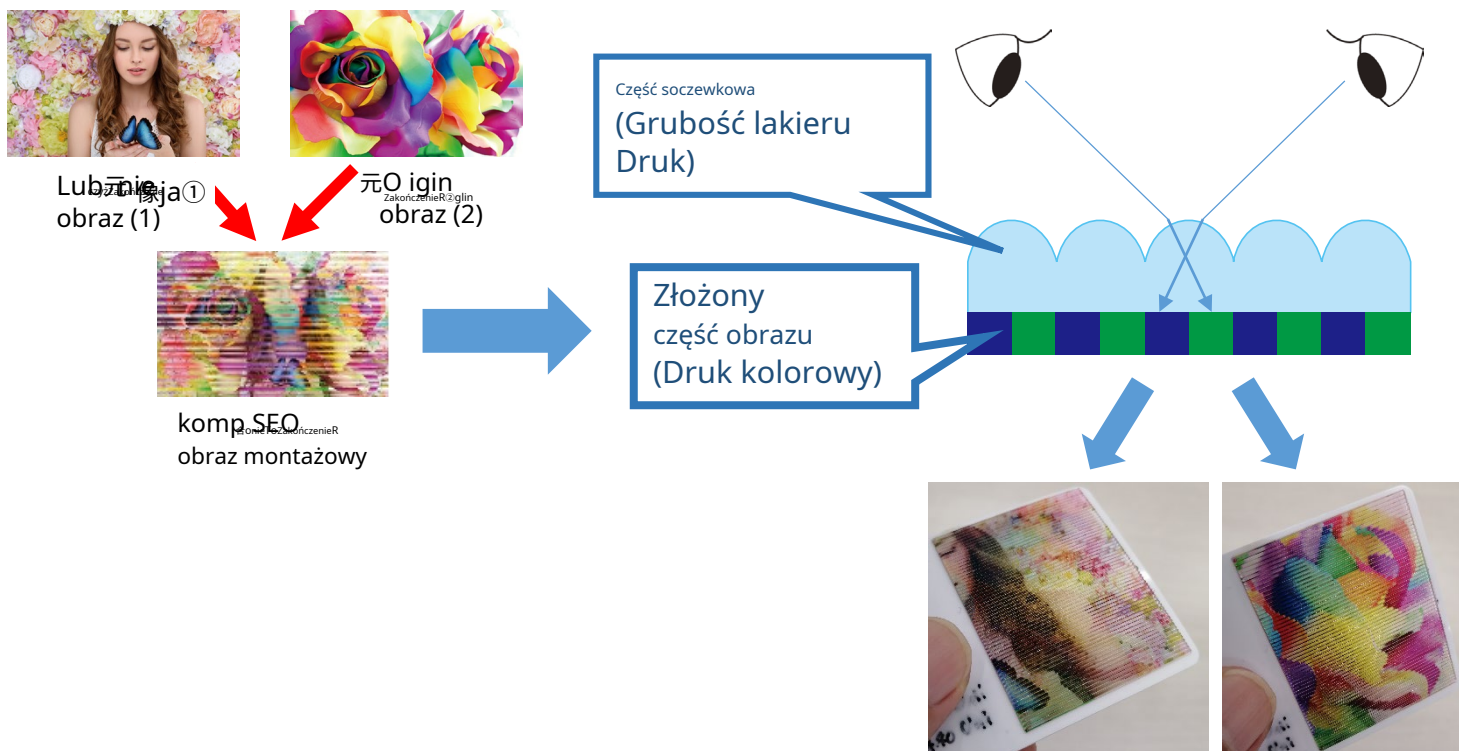 obraz (1)
元O igin
ZakończenieR②glin
obraz (2)
Część soczewkowa
(Grubość lakieru
Druk)
Złożony
część obrazu
(Druk kolorowy)
komp SEO
obraz montażowy